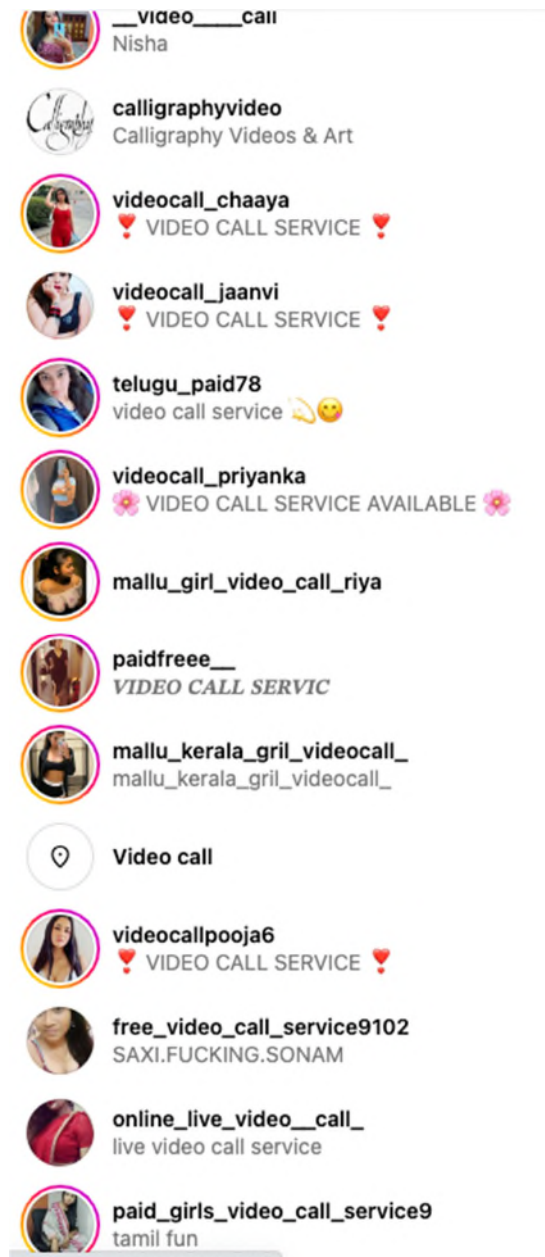 __video____call
Nisha
calligraphyvideo
Calligraphy Videos & Art
videocall_chaaya
❣️ VIDEO CALL SERVICE ❣️
videocall_jaanvi
❣️ VIDEO CALL SERVICE ❣️
telugu_paid78
video call service 💫😋
videocall_priyanka
🌸 VIDEO CALL SERVICE AVAILABLE 🌸
mallu_girl_video_call_riya
paidfreee__
VIDEO CALL SERVIC
mallu_kerala_gril_videocall_
mallu_kerala_gril_videocall_
Video call
videocallpooja6
❣️ VIDEO CALL SERVICE ❣️
free_video_call_service9102
SAXI.FUCKING.SONAM
online_live_video__call_
live video call service
paid_girls_video_call_service9
tamil fun